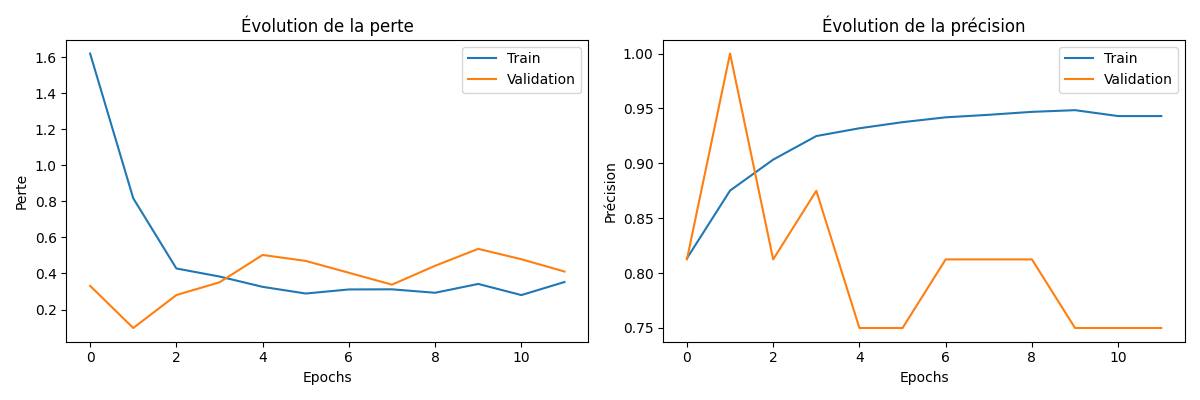 Évolution de la perte
1.6
1.4
1.2
1.0
0.8
0.6
0.4
0.2
Perte
Train
Validation
0 2 4 6 8 10
Epochs
Évolution de la précision
1.00
0.95
0.90
0.85
0.80
0.75
Précision
Train
Validation
0 2 4 6 8 10
Epochs